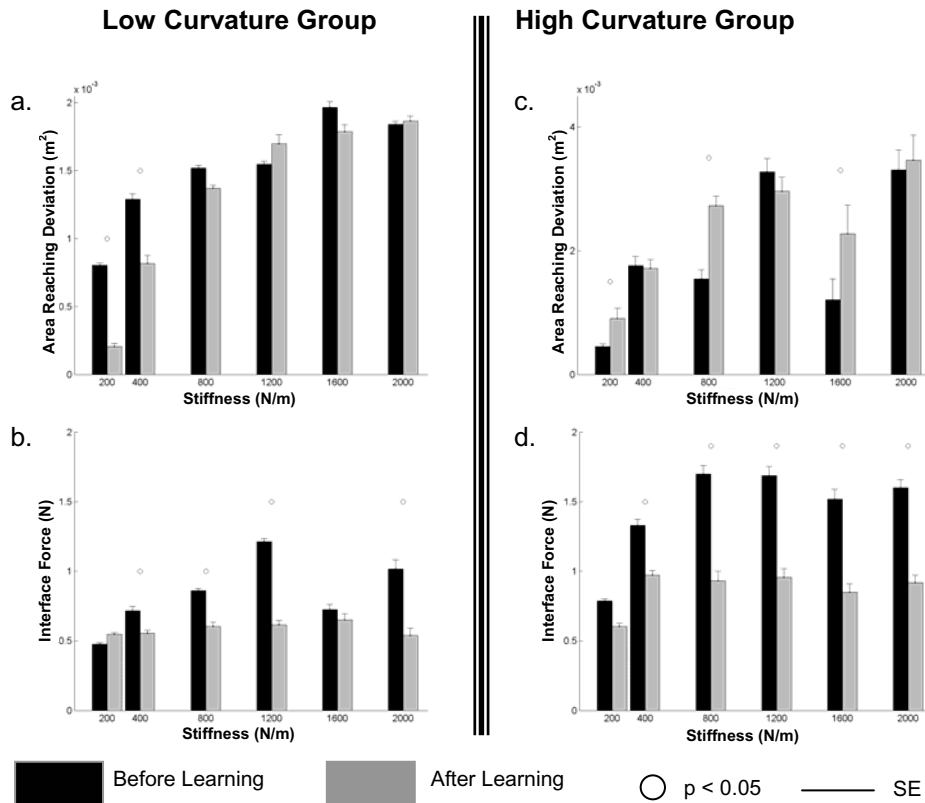 Low Curvature Group
High Curvature Group
a.
x 10⁻³
2
1.5
1
0.5
0
Area Reaching Deviation (m²)
200 400 800 1200 1600 2000
Stiffness (N/m)
c.
x 10⁻³
4
2
0
Area Reaching Deviation (m²)
200 400 800 1200 1600 2000
Stiffness (N/m)
b.
2
1.5
1
0.5
0
Interface Force (N)
200 400 800 1200 1600 2000
Stiffness (N/m)
d.
2
1.5
1
0.5
0
Interface Force (N)
200 400 800 1200 1600 2000
Stiffness (N/m)
Before Learning
After Learning
p < 0.05
SE